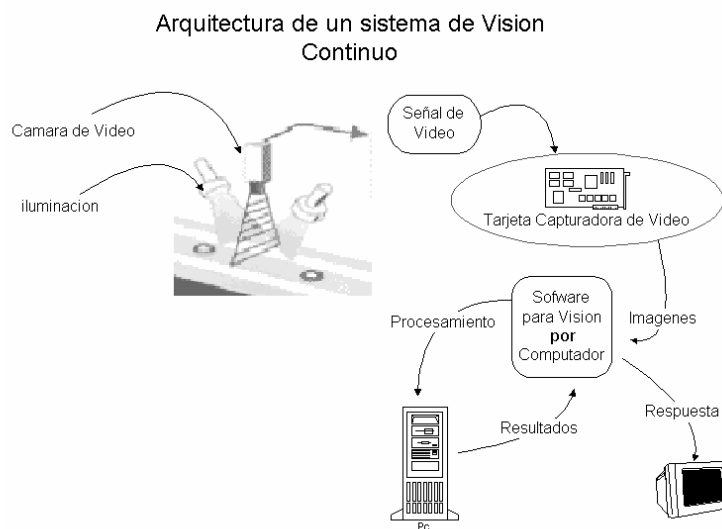 Arquitectura de un sistema de Vision
Continuo
Camara de Video
iluminacion
Señal de
Video
Tarjeta Capturadora de Video
Sofware
para Vision
por
Computador
Procesamiento
Imagenes
Resultados
Respuesta
Pc